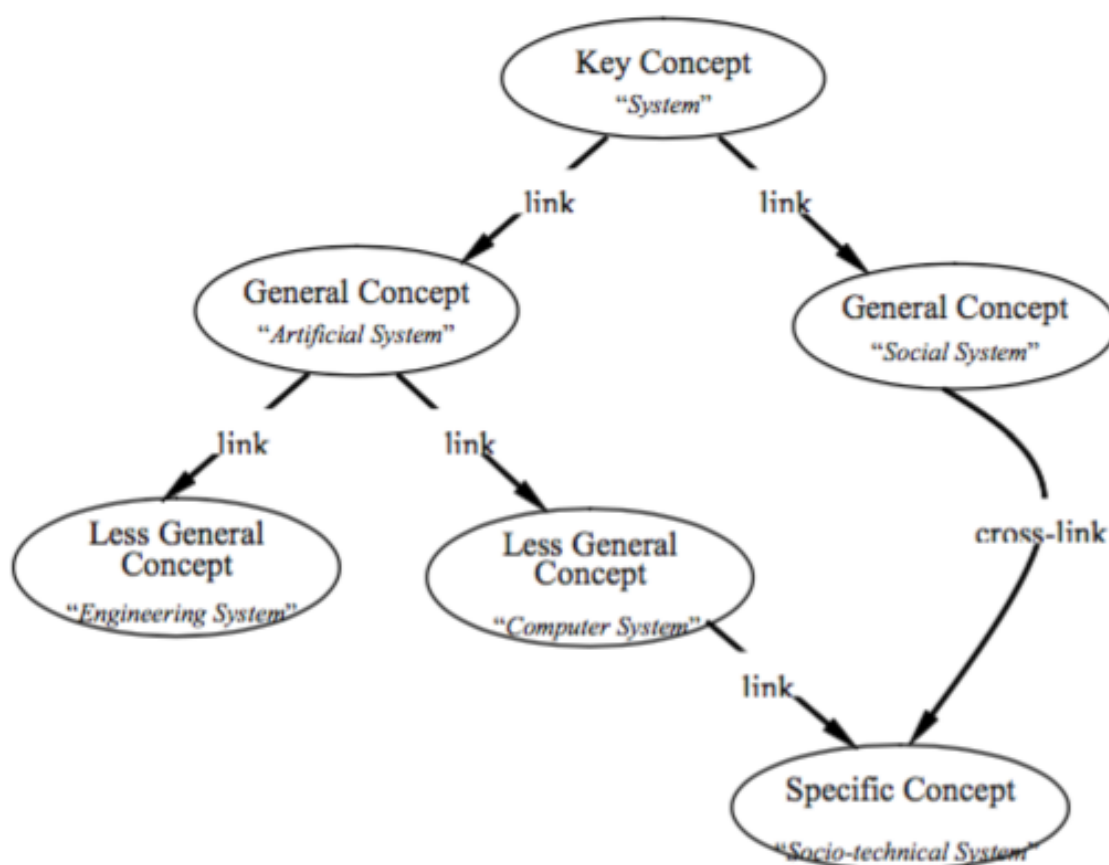 Key Concept
“System”
link
link
General Concept
“Artificial System”
General Concept
“Social System”
link
link
Less General
Concept
“Engineering System”
Less General
Concept
“Computer System”
cross-link
link
Specific Concept
“Socio-technical System”